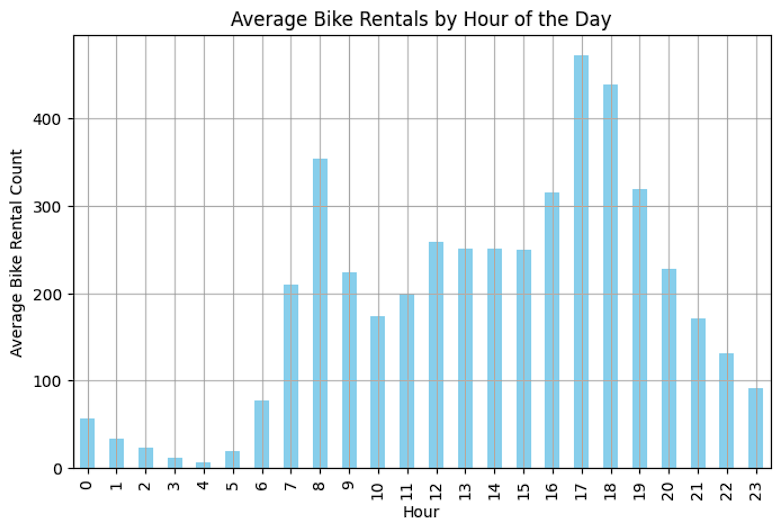 Average Bike Rentals by Hour of the Day
Average Bike Rental Count
400
300
200
100
0
0 1 2 3 4 5 6 7 8 9 10 11 12 13 14 15 16 17 18 19 20 21 22 23
Hour